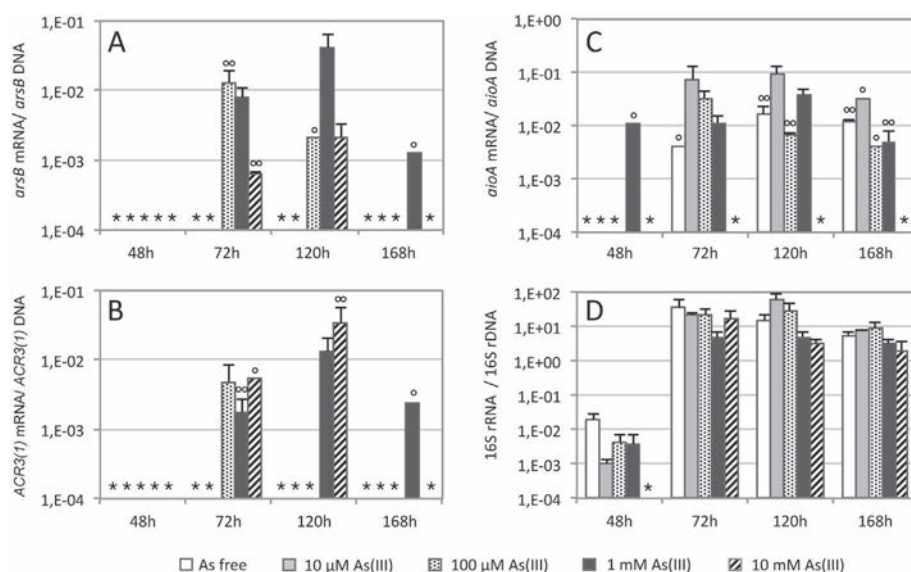 A
arsB mRNA/ arsB DNA
1,E-01
1,E-02
1,E-03
1,E-04
°°
°°
°
°
* * * * *
* *
* *
* * *
*
48h
72h
120h
168h
B
ACR3(1) mRNA/ ACR3(1) DNA
1,E-01
1,E-02
1,E-03
1,E-04
°°
°
°°
°
* * * * *
* *
* * *
* * *
*
48h
72h
120h
168h
C
aioA mRNA/ aioA DNA
1,E+00
1,E-01
1,E-02
1,E-03
1,E-04
°
°
°°
°°
°°
°
°
°°
* * *
*
*
*
*
48h
72h
120h
168h
D
16S rRNA / 16S rDNA
1,E+02
1,E+01
1,E+00
1,E-01
1,E-02
1,E-03
1,E-04
*
48h
72h
120h
168h
As free
10 µM As(III)
100 µM As(III)
1 mM As(III)
10 mM As(III)